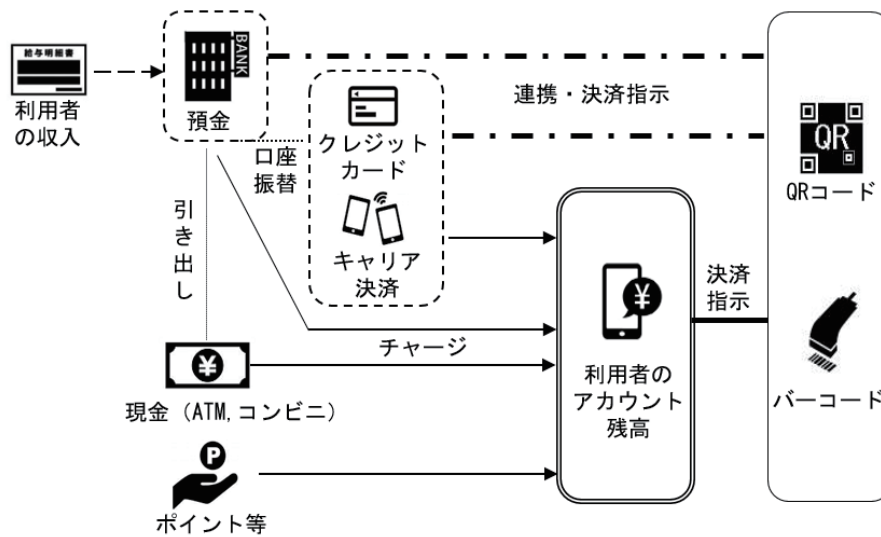 給与明細書
利用者
の収入
BANK
預金
連携・決済指示
口座
振替
クレジット
カード
キャリア
決済
引き出し
QR
QRコード
決済
指示
チャージ
¥
¥
利用者の
アカウント
残高
バーコード
現金（ATM,コンビニ）
P
ポイント等